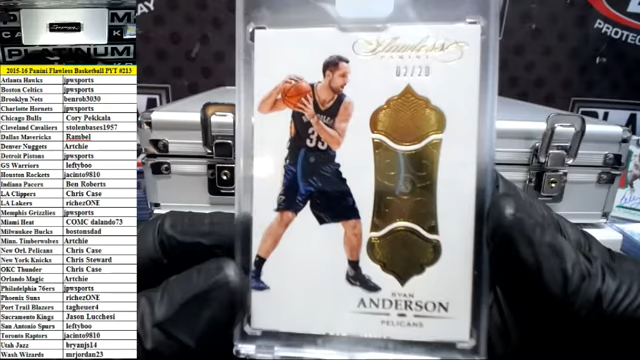 PLATINUM
2015-16 Panini Flawless Basketball PYT #213
Atlanta Hawks jpwsports
Boston Celtics jpwsports
Brooklyn Nets benrob3030
Charlotte Hornets jpwsports
Chicago Bulls Cory Pekkala
Cleveland Cavaliers stolenbases1957
Dallas Mavericks Rambel
Denver Nuggets Artchie
Detroit Pistons jpwsports
GS Warriors leftyboo
Houston Rockets jacinto9810
Indiana Pacers Ben Roberts
LA Clippers Chris Case
LA Lakers richezONE
Memphis Grizzlies jpwsports
Miami Heat COMC dalando73
Milwaukee Bucks bostonsdad
Minn. Timberwolves Artchie
New Orl. Pelicans Chris Case
New York Knicks Chris Steward
OKC Thunder Chris Case
Orlando Magic Artchie
Philadelphia 76ers jpwsports
Phoenix Suns richezONE
Port Trail Blazers tagheuer4
Sacramento Kings Jason Lucchesi
San Antonio Spurs leftyboo
Toronto Raptors jacinto9810
Utah Jazz bryanjs14
Wash Wizards mrjordan23
Flawless
PANINI
02/20
33
RYAN
ANDERSON
PELICANS